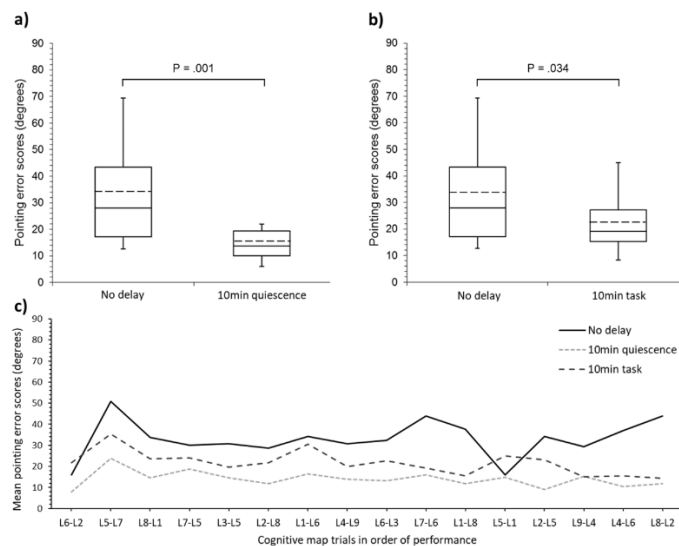 a)
Pointing error scores (degrees)
90
80
70
60
50
40
30
20
10
0
P = .001
No delay
10min quiescence
b)
Pointing error scores (degrees)
90
80
70
60
50
40
30
20
10
0
P = .034
No delay
10min task
c)
Mean pointing error scores (degrees)
90
80
70
60
50
40
30
20
10
0
No delay
10min quiescence
10min task
L6-L2 L5-L7 L8-L1 L7-L5 L3-L5 L2-L8 L1-L6 L4-L9 L6-L3 L7-L6 L1-L8 L5-L1 L2-L5 L9-L4 L4-L6 L8-L2
Cognitive map trials in order of performance